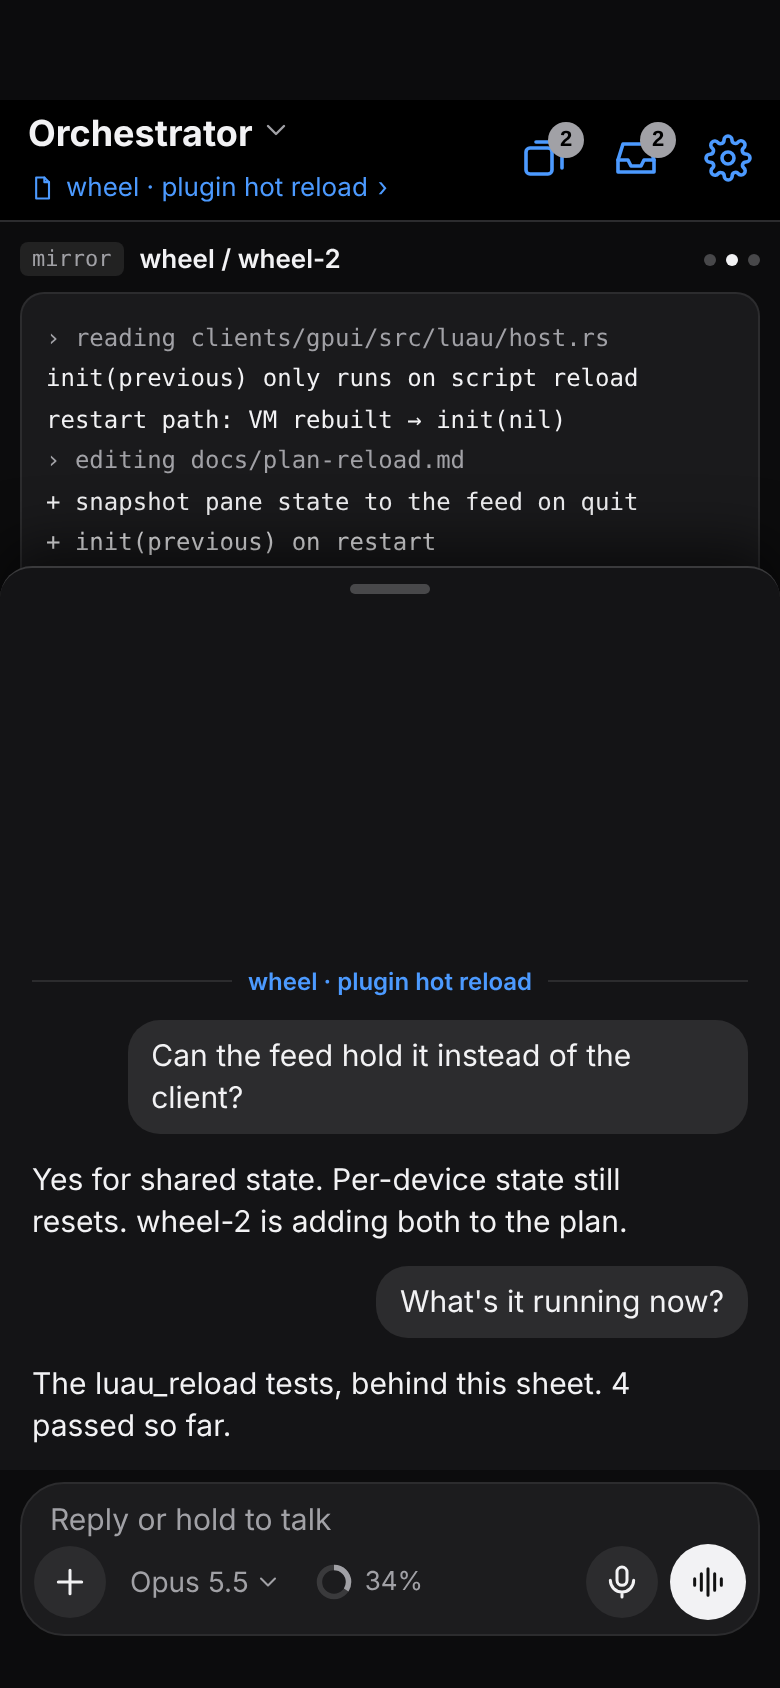 Orchestrator
wheel · plugin hot reload ›
2
2
mirror wheel / wheel-2
› reading clients/gpui/src/luau/host.rs
init(previous) only runs on script reload
restart path: VM rebuilt → init(nil)
› editing docs/plan-reload.md
+ snapshot pane state to the feed on quit
+ init(previous) on restart
wheel · plugin hot reload
Can the feed hold it instead of the
client?
Yes for shared state. Per-device state still
resets. wheel-2 is adding both to the plan.
What's it running now?
The luau_reload tests, behind this sheet. 4
passed so far.
Reply or hold to talk
Opus 5.5 34%